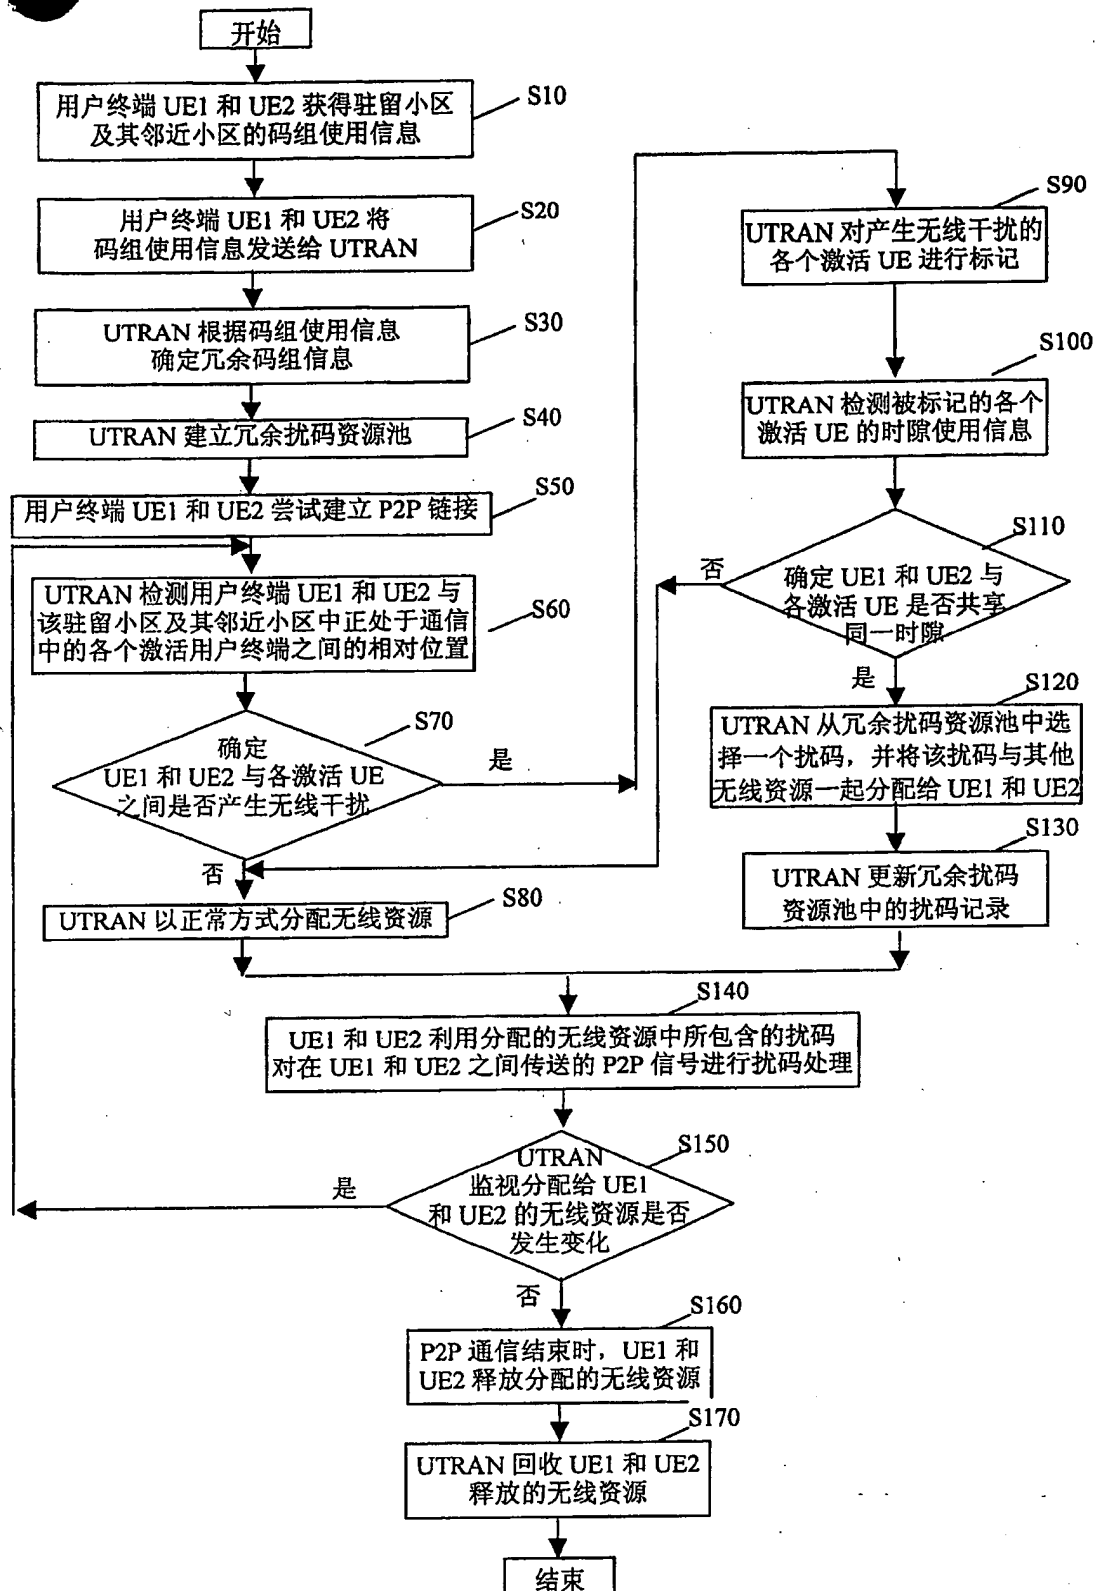 开始
用户终端 UE1 和 UE2 获得驻留小区
及其邻近小区的码组使用信息
S10
用户终端 UE1 和 UE2 将
码组使用信息发送给 UTRAN
S20
UTRAN 根据码组使用信息
确定冗余码组信息
S30
UTRAN 建立冗余扰码资源池
S40
用户终端 UE1 和 UE2 尝试建立 P2P 链接
S50
UTRAN 检测用户终端 UE1 和 UE2 与
该驻留小区及其邻近小区中正处于通信
中的各个激活用户终端之间的相对位置
S60
确定
UE1 和 UE2 与各激活 UE
之间是否产生无线干扰
S70
是
否
UTRAN 以正常方式分配无线资源
S80
UTRAN 对产生无线干扰的
各个激活 UE 进行标记
S90
UTRAN 检测被标记的各个
激活 UE 的时隙使用信息
S100
确定 UE1 和 UE2 与
各激活 UE 是否共享
同一时隙
S110
否
是
UTRAN 从冗余扰码资源池中选
择一个扰码，并将该扰码与其他
无线资源一起分配给 UE1 和 UE2
S120
UTRAN 更新冗余扰码
资源池中的扰码记录
S130
UE1 和 UE2 利用分配的无线资源中所包含的扰码
对在 UE1 和 UE2 之间传送的 P2P 信号进行扰码处理
S140
UTRAN
监视分配给 UE1
和 UE2 的无线资源是否
发生变化
S150
是
否
P2P 通信结束时，UE1 和
UE2 释放分配的无线资源
S160
UTRAN 回收 UE1 和 UE2
释放的无线资源
S170
结束